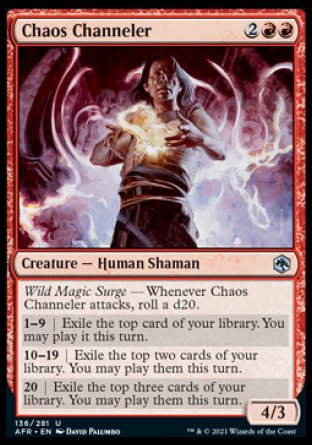 Chaos Channeler 2
Creature — Human Shaman
Wild Magic Surge — Whenever Chaos
Channeler attacks, roll a d20.
1–9 | Exile the top card of your library. You
may play it this turn.
10–19 | Exile the top two cards of your
library. You may play them this turn.
20 | Exile the top three cards of your
library. You may play them this turn.
4/3
136/281 U
AFR • EN DAVID PALUMBO ™ & © 2021 Wizards of the Coast